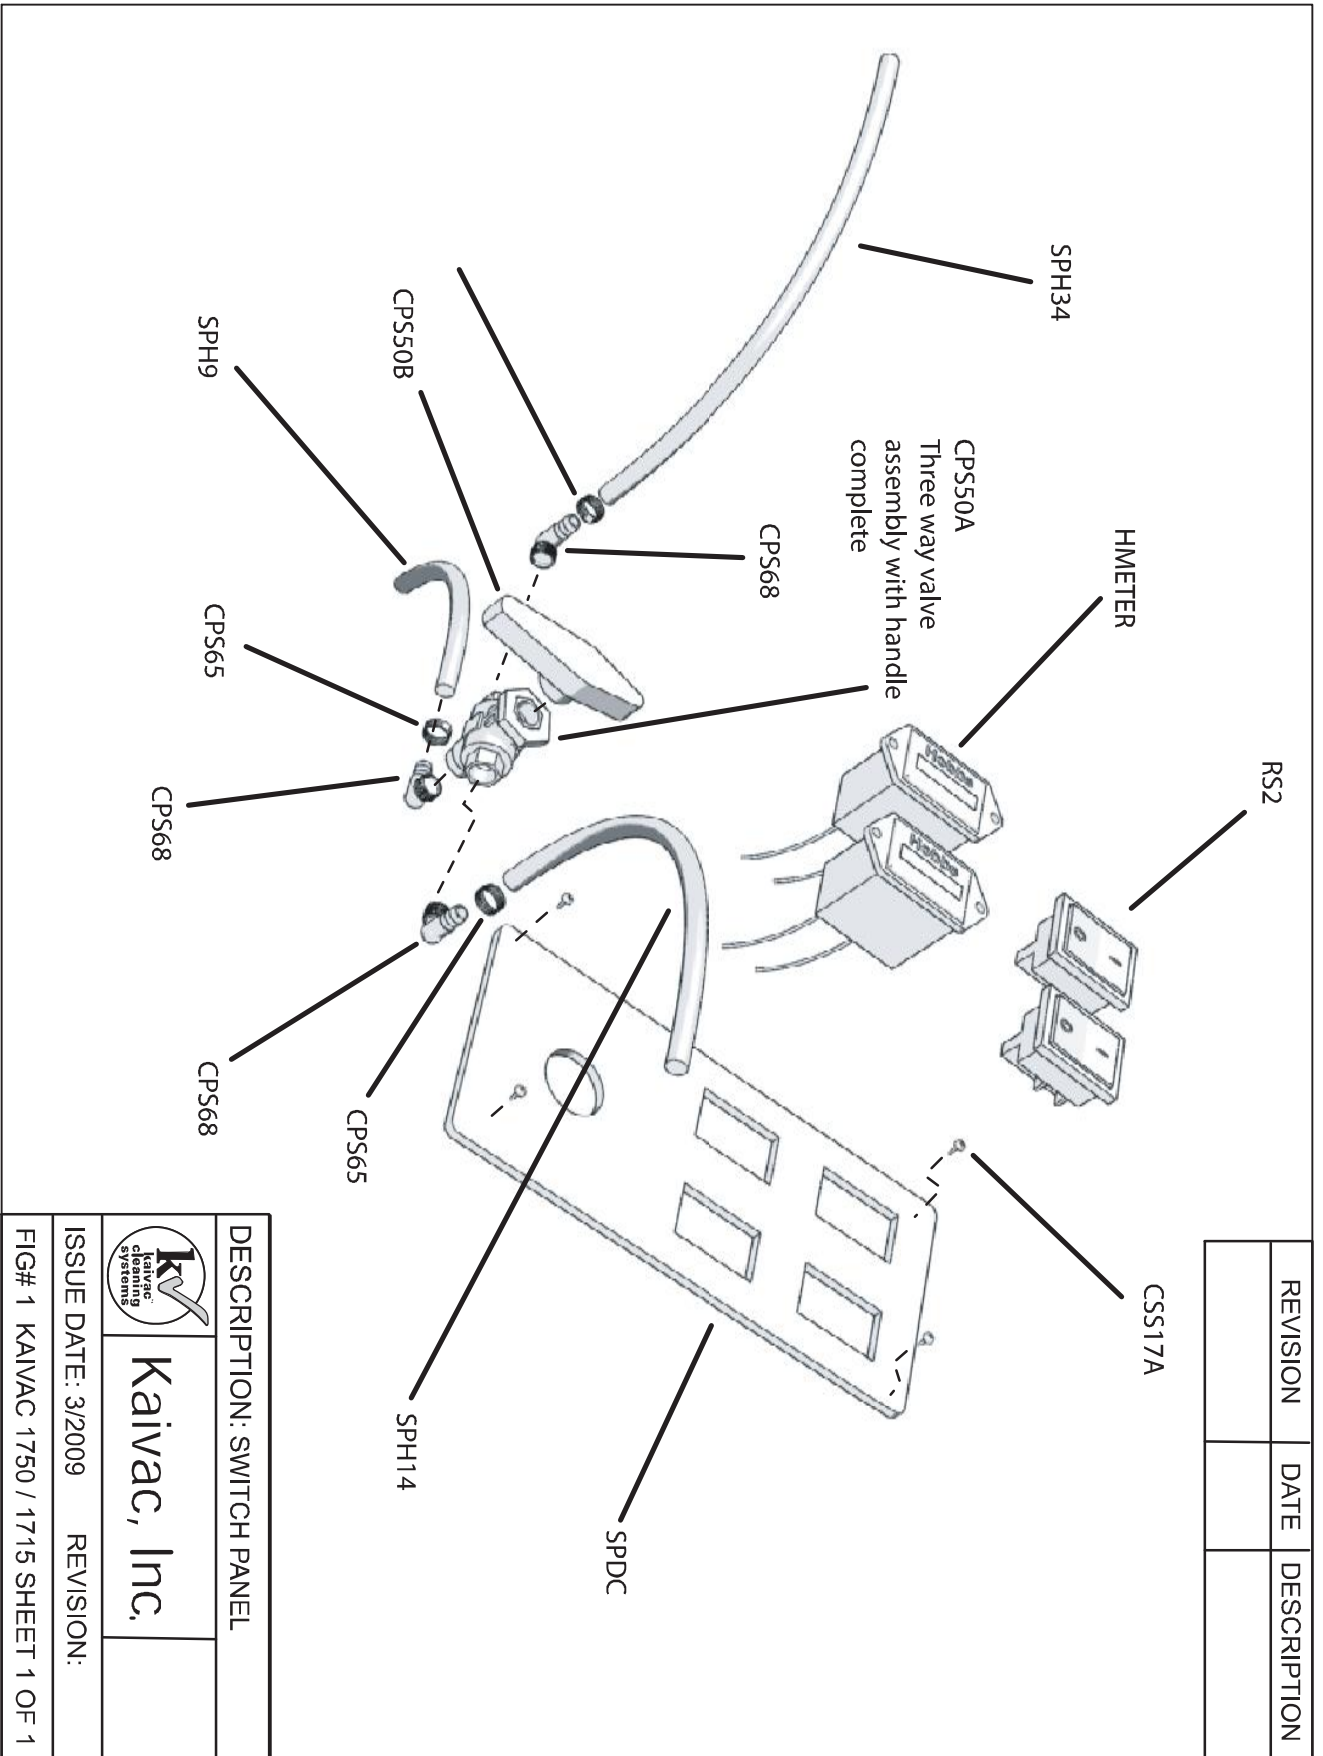 REVISION
DATE
DESCRIPTION
RS2
HMETER
CSS17A
SPH34
CPS50A
Three way valve
assembly with handle
complete
CPS68
Hobbs
Hobbs
CPS50B
SPH9
CPS65
CPS68
CPS68
CPS65
SPH14
SPDC
DESCRIPTION: SWITCH PANEL
kv
kaivac™
cleaning
systems
Kaivac, Inc.
ISSUE DATE: 3/2009 REVISION:
FIG# 1 KAIVAC 1750 / 1715 SHEET 1 OF 1